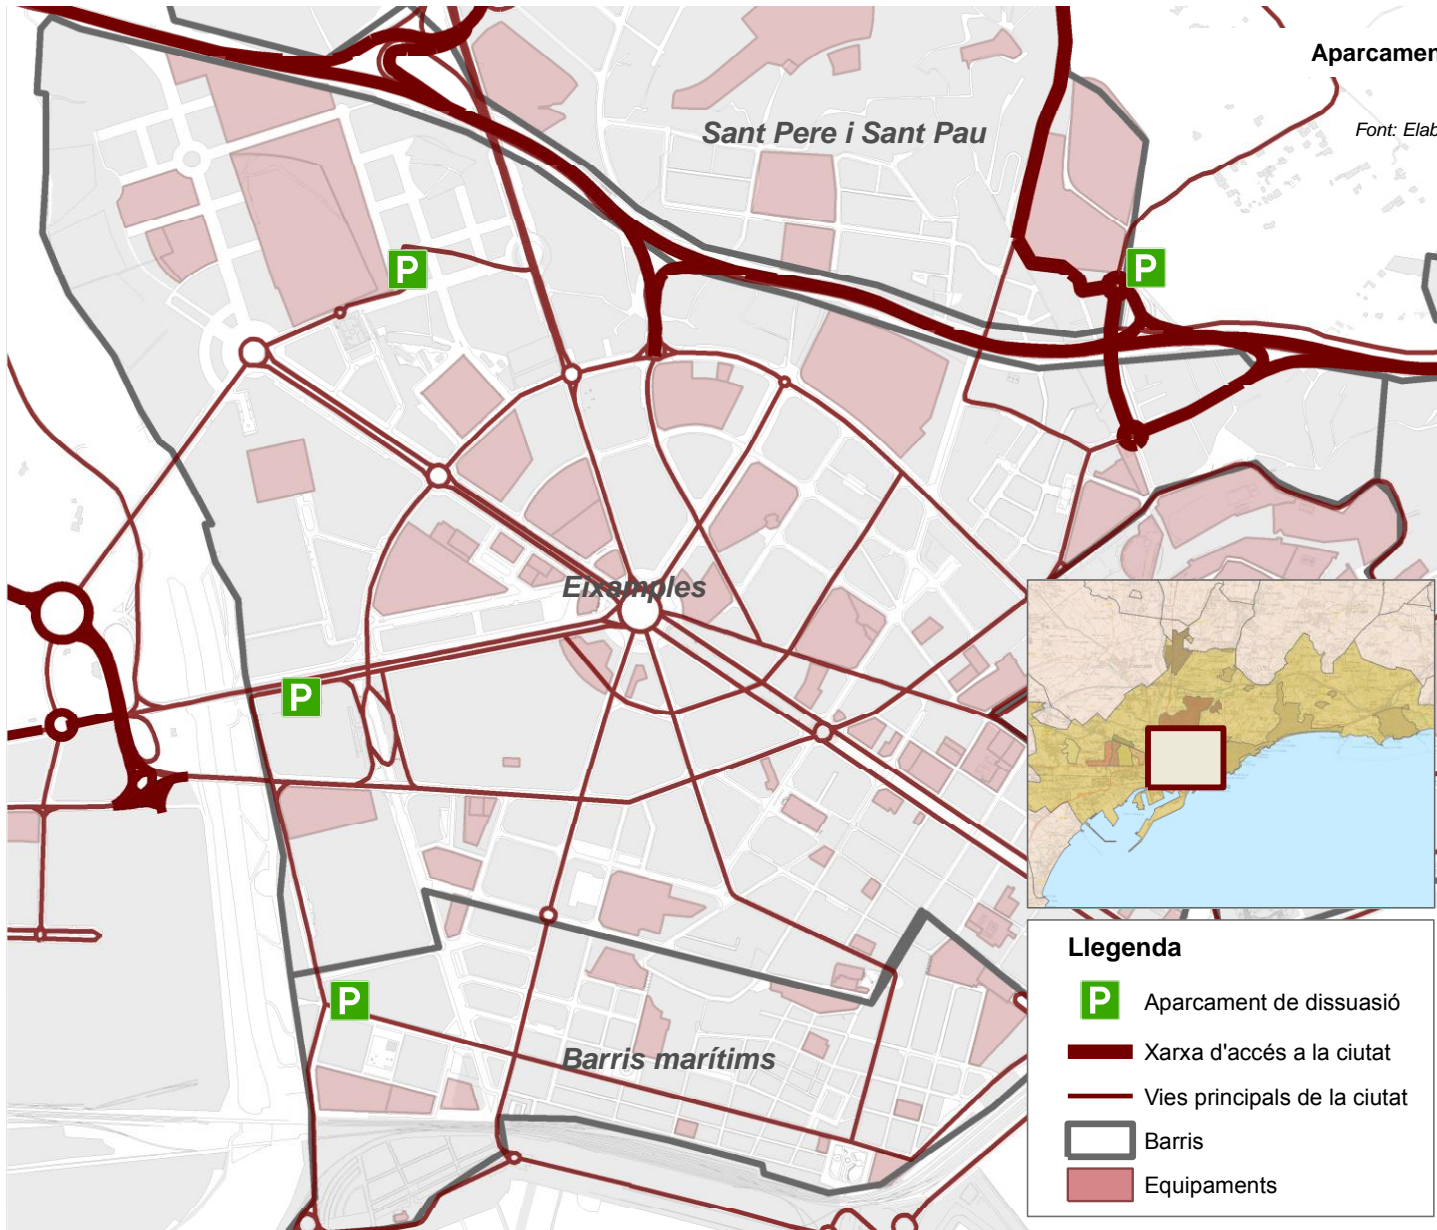 Aparcamen
Font: Elab
Sant Pere i Sant Pau
P
P
Eixamples
P
P
Barris marítims
Llegenda
P Aparcament de dissuasió
Xarxa d'accés a la ciutat
Vies principals de la ciutat
Barris
Equipaments